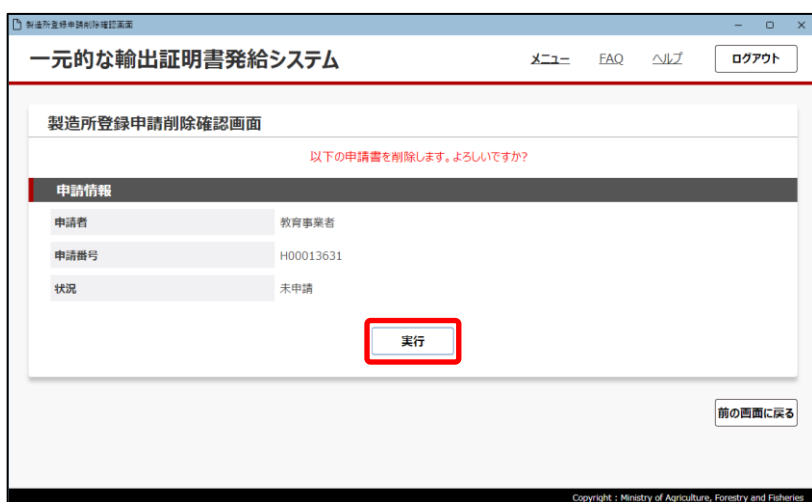 製造所登録申請削除確認画面
一元的な輸出証明書発給システム
メニュー FAQ ヘルプ ログアウト
製造所登録申請削除確認画面
以下の申請書を削除します。よろしいですか?
申請情報
申請者 教育事業者
申請番号 H00013631
状況 未申請
実行
前の画面に戻る
Copyright : Ministry of Agriculture, Forestry and Fisheries